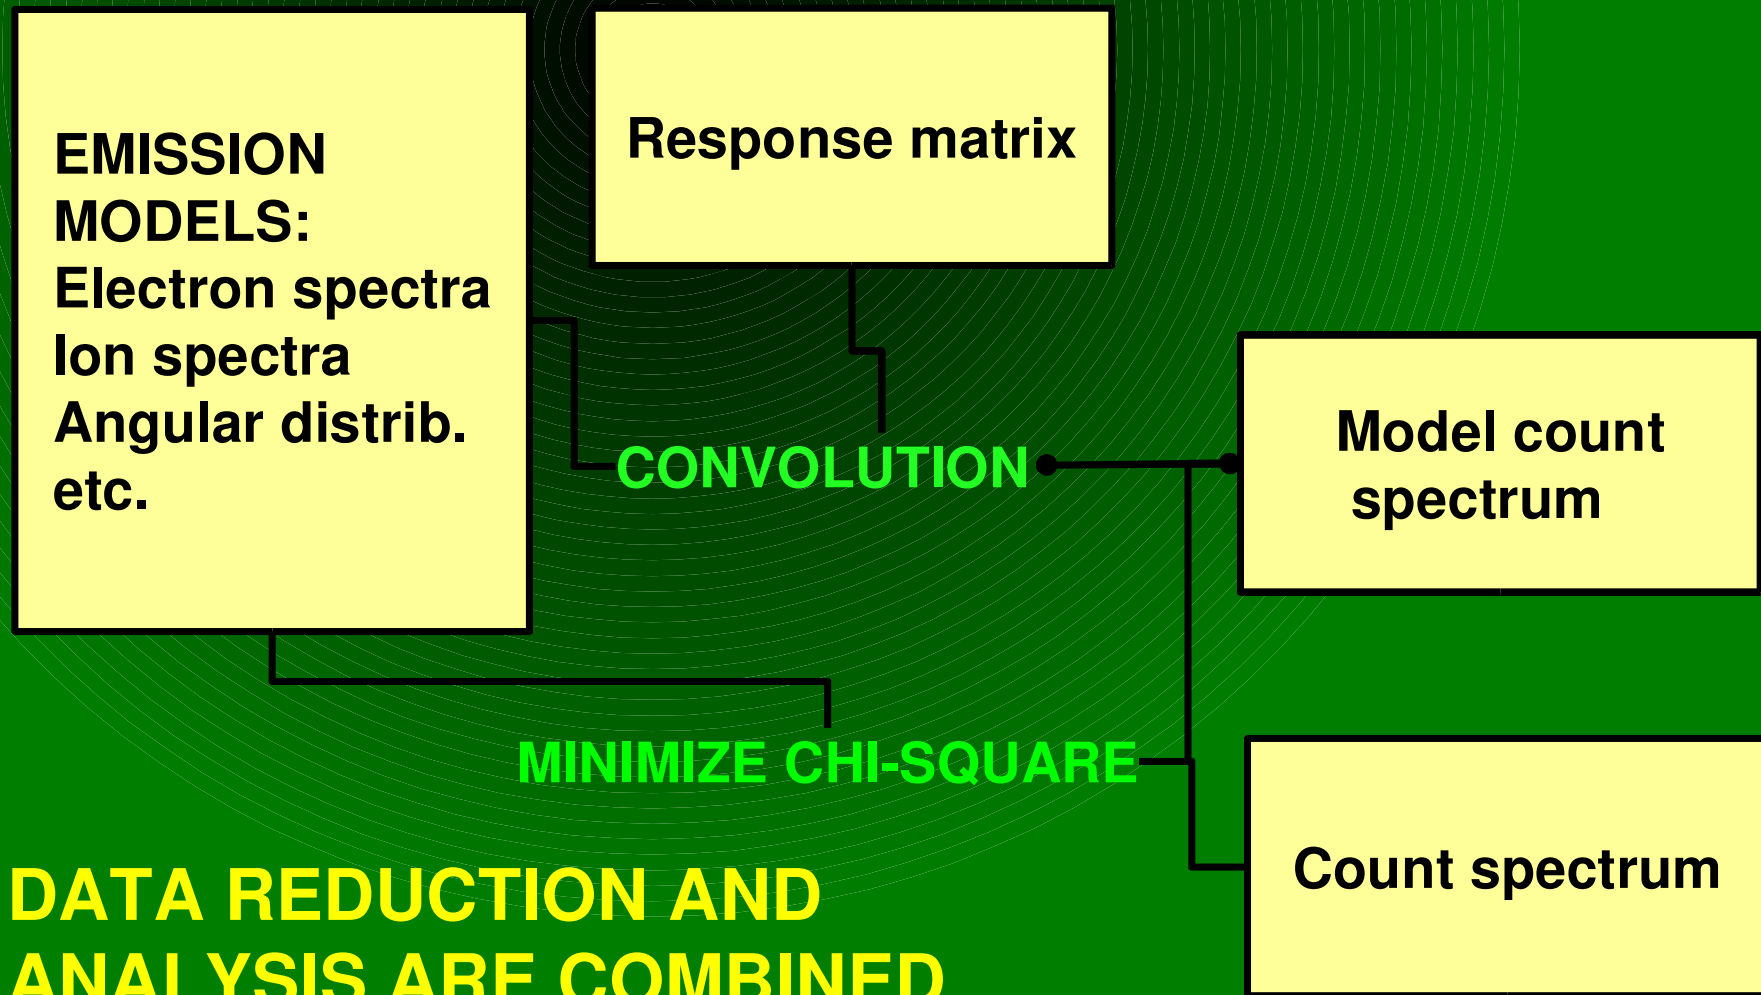 EMISSION
MODELS:
Electron spectra
Ion spectra
Angular distrib.
etc.
Response matrix
CONVOLUTION
Model count
spectrum
MINIMIZE CHI-SQUARE
Count spectrum
DATA REDUCTION AND
ANALYSIS ARE COMBINED